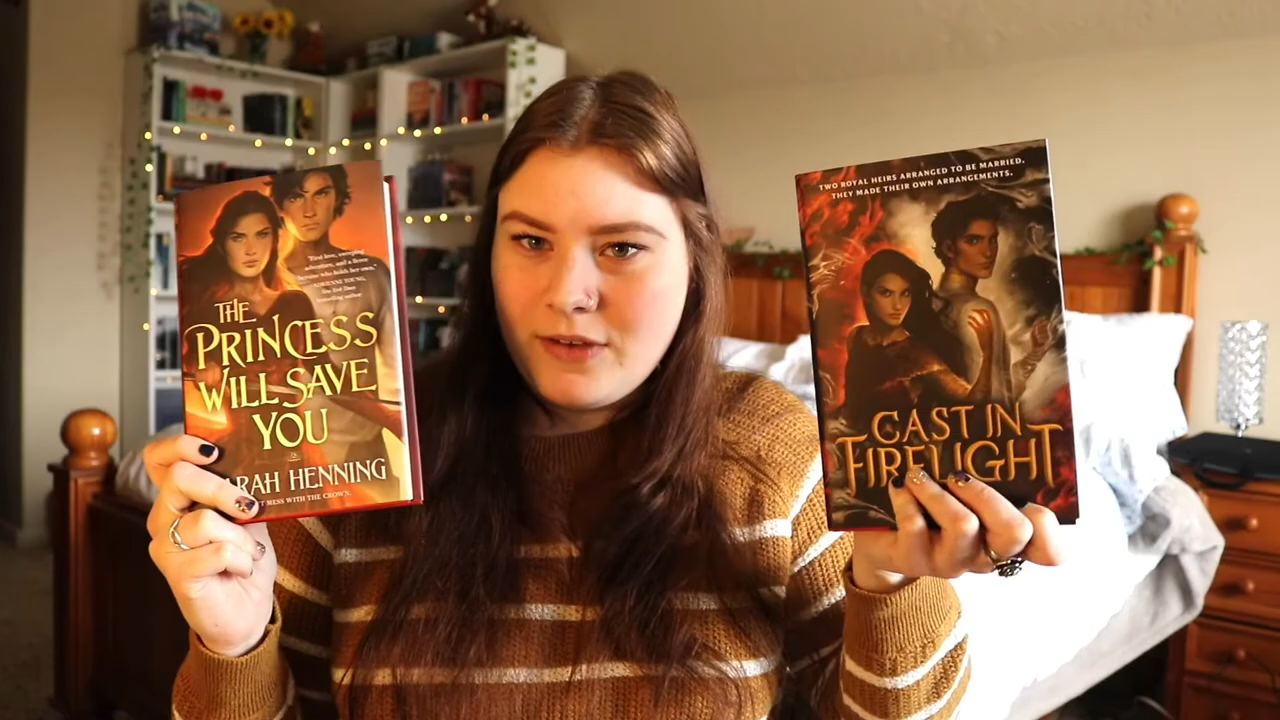 "First love, sweeping
adventure, and a fierce
heroine who holds her own."
—ADRIENNE YOUNG,
New York Times
bestselling author
THE
PRINCESS
WILL SAVE
YOU
ARAH HENNING
T MESS WITH THE CROWN.
TWO ROYAL HEIRS ARRANGED TO BE MARRIED.
THEY MADE THEIR OWN ARRANGEMENTS.
CAST IN
FIRELIGHT